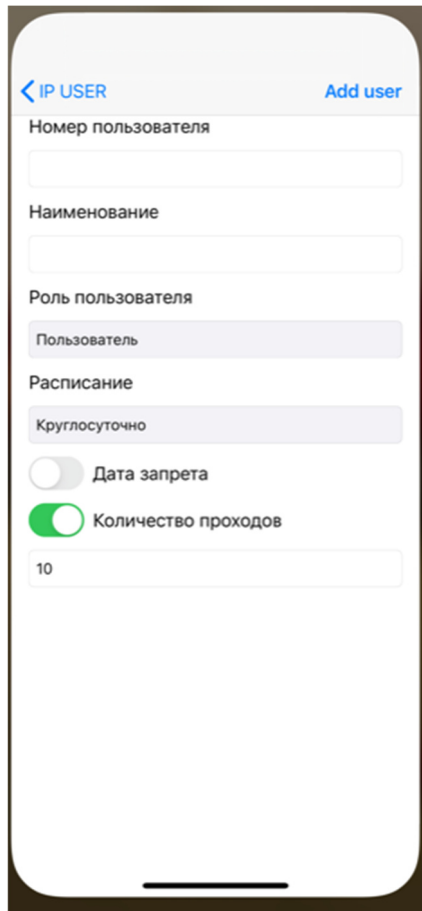 IP USER Add user
Номер пользователя
Наименование
Роль пользователя
Пользователь
Расписание
Круглосуточно
Дата запрета
Количество проходов
10